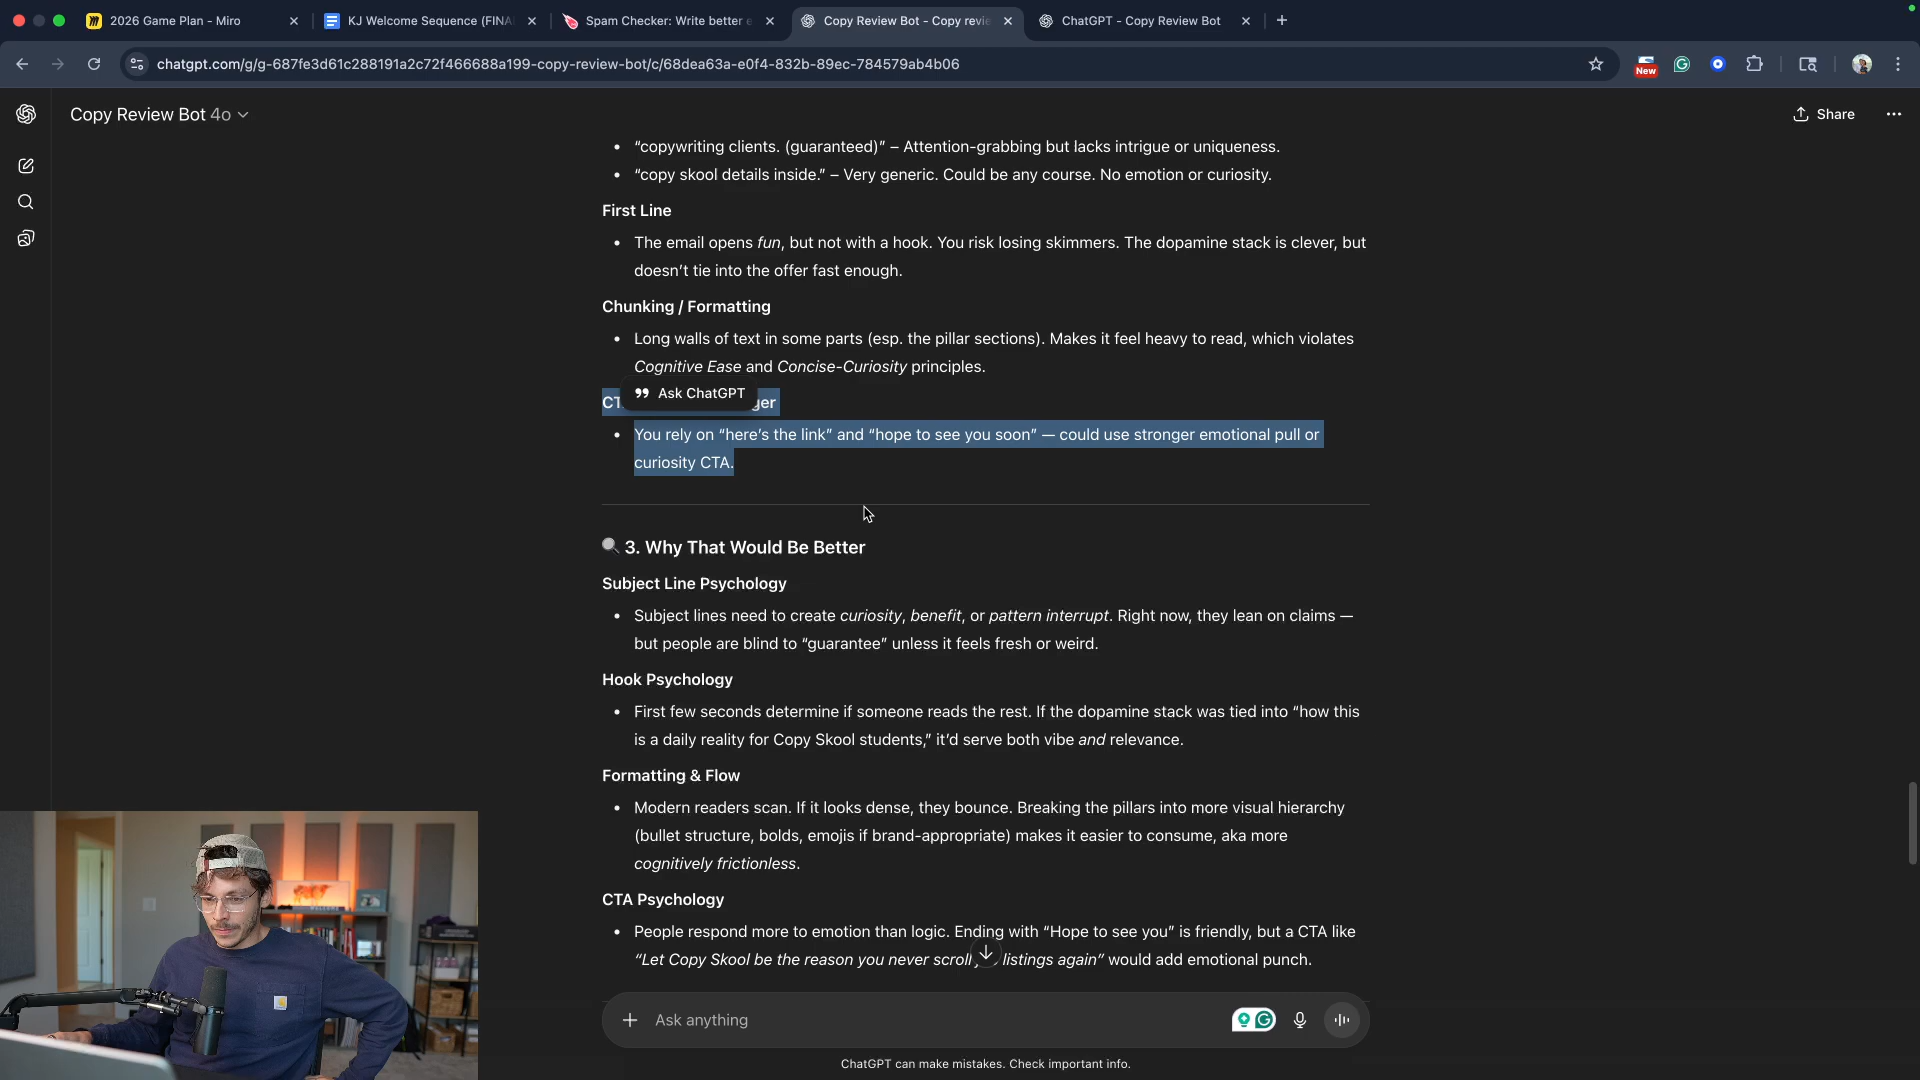 2026 Game Plan - Miro
KJ Welcome Sequence (FINA
Spam Checker: Write better e
Copy Review Bot - Copy revie
ChatGPT - Copy Review Bot
chatgpt.com/g/g-687fe3d61c288191a2c72f466688a199-copy-review-bot/c/68dea63a-e0f4-832b-89ec-784579ab4b06
New
Copy Review Bot 4o
Share
• “copywriting clients. (guaranteed)” – Attention-grabbing but lacks intrigue or uniqueness.
• “copy skool details inside.” – Very generic. Could be any course. No emotion or curiosity.
First Line
• The email opens fun, but not with a hook. You risk losing skimmers. The dopamine stack is clever, but
doesn’t tie into the offer fast enough.
Chunking / Formatting
• Long walls of text in some parts (esp. the pillar sections). Makes it feel heavy to read, which violates
Cognitive Ease and Concise-Curiosity principles.
Ask ChatGPT
• You rely on “here’s the link” and “hope to see you soon” — could use stronger emotional pull or
curiosity CTA.
3. Why That Would Be Better
Subject Line Psychology
• Subject lines need to create curiosity, benefit, or pattern interrupt. Right now, they lean on claims —
but people are blind to “guarantee” unless it feels fresh or weird.
Hook Psychology
• First few seconds determine if someone reads the rest. If the dopamine stack was tied into “how this
is a daily reality for Copy Skool students,” it’d serve both vibe and relevance.
Formatting & Flow
• Modern readers scan. If it looks dense, they bounce. Breaking the pillars into more visual hierarchy
(bullet structure, bolds, emojis if brand-appropriate) makes it easier to consume, aka more
cognitively frictionless.
CTA Psychology
• People respond more to emotion than logic. Ending with “Hope to see you” is friendly, but a CTA like
“Let Copy Skool be the reason you never scroll listings again” would add emotional punch.
Ask anything
ChatGPT can make mistakes. Check important info.